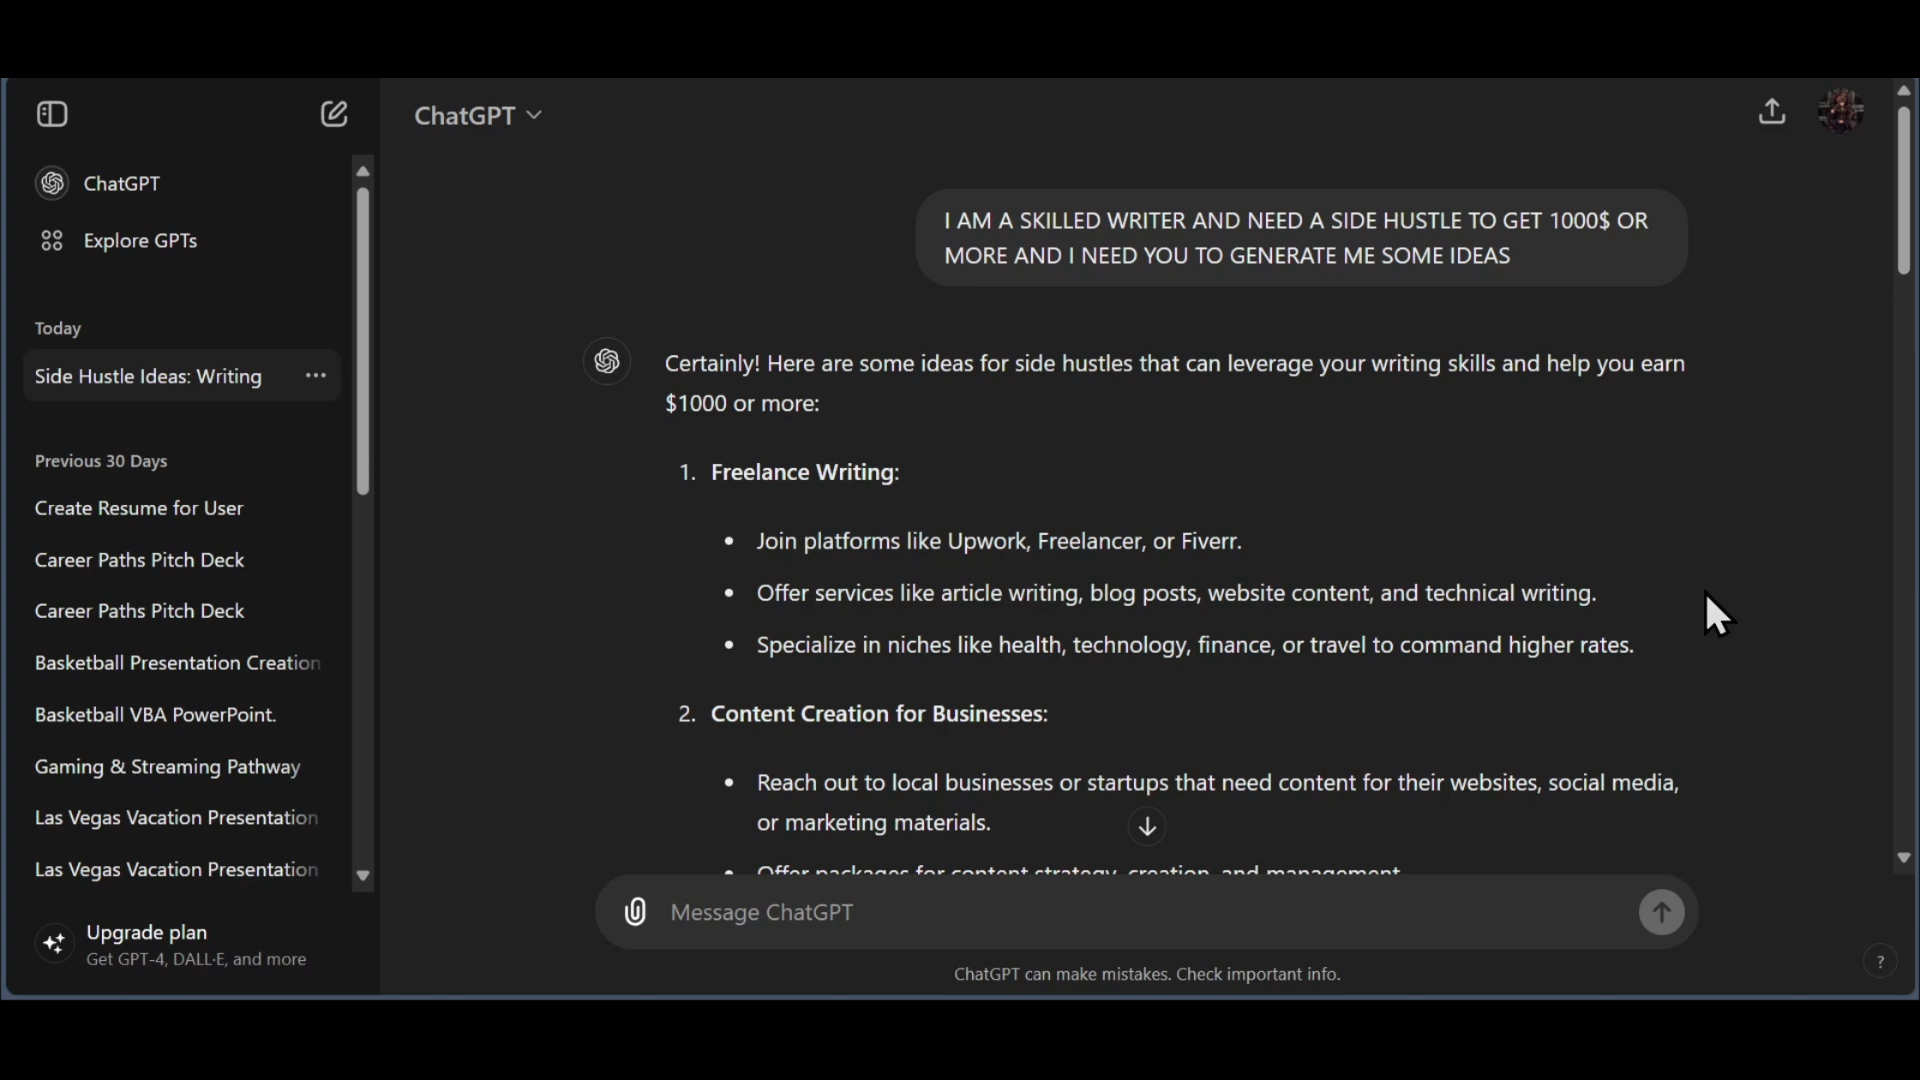 ChatGPT
ChatGPT
Explore GPTs
Today
Side Hustle Ideas: Writing
Previous 30 Days
Create Resume for User
Career Paths Pitch Deck
Career Paths Pitch Deck
Basketball Presentation Creation
Basketball VBA PowerPoint.
Gaming & Streaming Pathway
Las Vegas Vacation Presentation
Las Vegas Vacation Presentation
Upgrade plan
Get GPT-4, DALL·E, and more
I AM A SKILLED WRITER AND NEED A SIDE HUSTLE TO GET 1000$ OR
MORE AND I NEED YOU TO GENERATE ME SOME IDEAS
Certainly! Here are some ideas for side hustles that can leverage your writing skills and help you earn
$1000 or more:
1. Freelance Writing:
• Join platforms like Upwork, Freelancer, or Fiverr.
• Offer services like article writing, blog posts, website content, and technical writing.
• Specialize in niches like health, technology, finance, or travel to command higher rates.
2. Content Creation for Businesses:
• Reach out to local businesses or startups that need content for their websites, social media,
or marketing materials.
• Offer packages for content strategy, creation, and management.
Message ChatGPT
ChatGPT can make mistakes. Check important info.
?